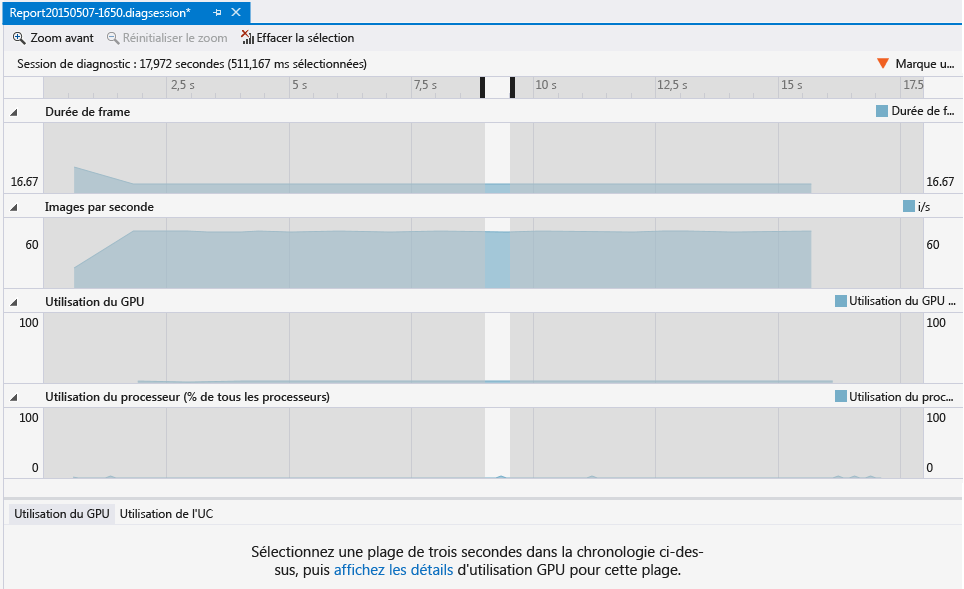 Report20150507-1650.diagsession*
Zoom avant Réinitialiser le zoom Effacer la sélection
Session de diagnostic : 17,972 secondes (511,167 ms sélectionnées) Marque u...
2,5 s 5 s 7,5 s 10 s 12,5 s 15 s 17.5
Durée de frame Durée de f...
16.67 16.67
Images par seconde i/s
60 60
Utilisation du GPU Utilisation du GPU ...
100 100
Utilisation du processeur (% de tous les processeurs) Utilisation du proc...
100 100
0 0
Utilisation du GPU Utilisation de l'UC
Sélectionnez une plage de trois secondes dans la chronologie ci-des-
sus, puis affichez les détails d'utilisation GPU pour cette plage.